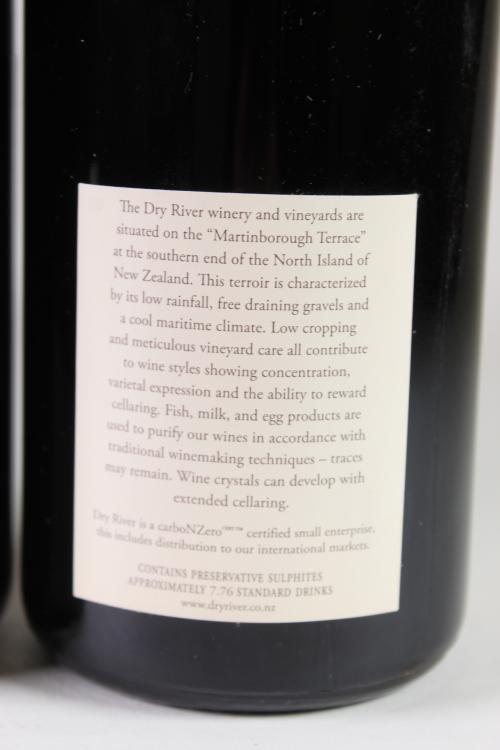 The Dry River winery and vineyards are
situated on the “Martinborough Terrace”
at the southern end of the North Island of
New Zealand. This terroir is characterized
by its low rainfall, free draining gravels and
a cool maritime climate. Low cropping
and meticulous vineyard care all contribute
to wine styles showing concentration,
varietal expression and the ability to reward
cellaring. Fish, milk, and egg products are
used to purify our wines in accordance with
traditional winemaking techniques – traces
may remain. Wine crystals can develop with
extended cellaring.
Dry River is a carboNZero certified small enterprise,
this includes distribution to our international markets.
CONTAINS PRESERVATIVE SULPHITES
APPROXIMATELY 7.76 STANDARD DRINKS
www.dryriver.co.nz